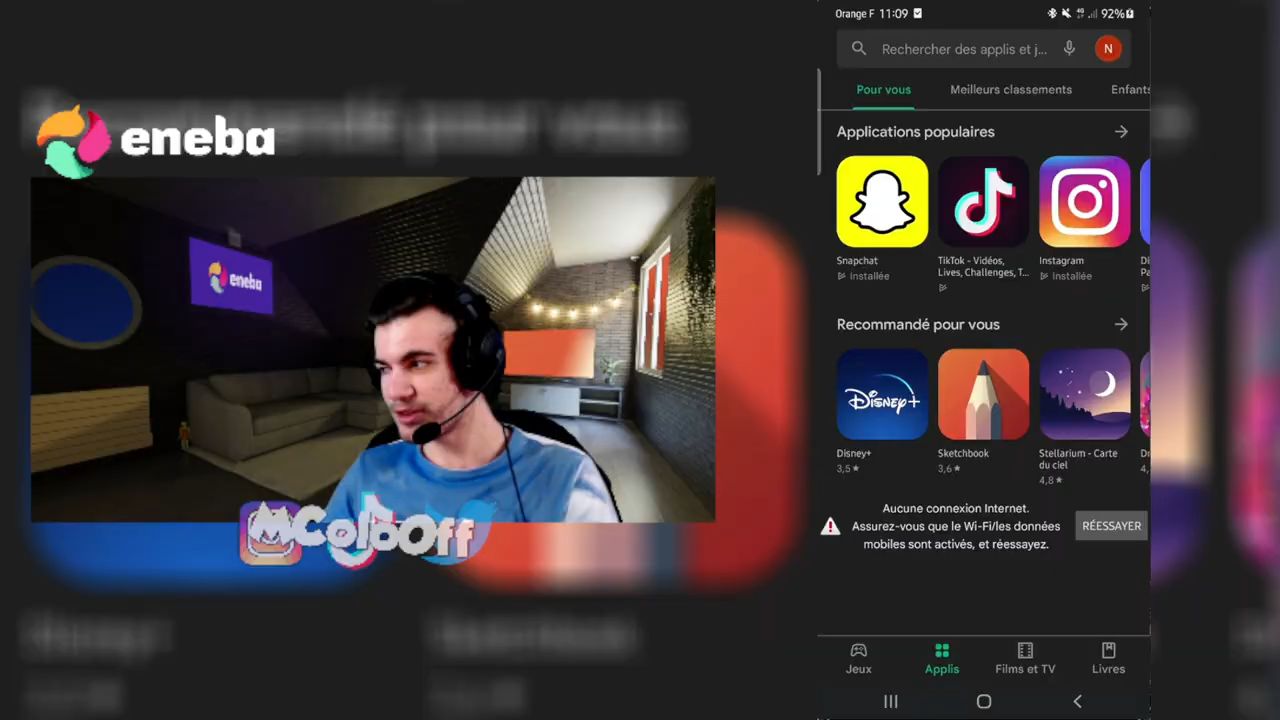 eneba
eneba
MColbOff
Orange F 11:09
92%
Rechercher des applis et j...
N
Pour vous
Meilleurs classements
Enfants
Applications populaires
Snapchat
Installée
TikTok - Vidéos,
Lives, Challenges, T...
Instagram
Installée
Recommandé pour vous
Disney+
Disney+
3,5★
Sketchbook
3,6★
Stellarium - Carte
du ciel
4,8★
Aucune connexion Internet.
Assurez-vous que le Wi-Fi/les données
mobiles sont activés, et réessayez.
RÉESSAYER
Jeux
Applis
Films et TV
Livres